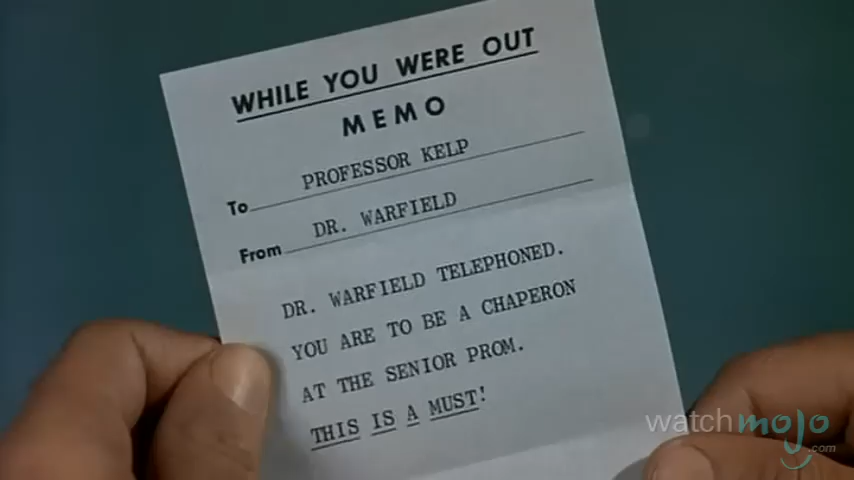 WHILE YOU WERE OUT
MEMO
To PROFESSOR KELP
From DR. WARFIELD
DR. WARFIELD TELEPHONED.
YOU ARE TO BE A CHAPERON
AT THE SENIOR PROM.
THIS IS A MUST!
watchmojo
.com